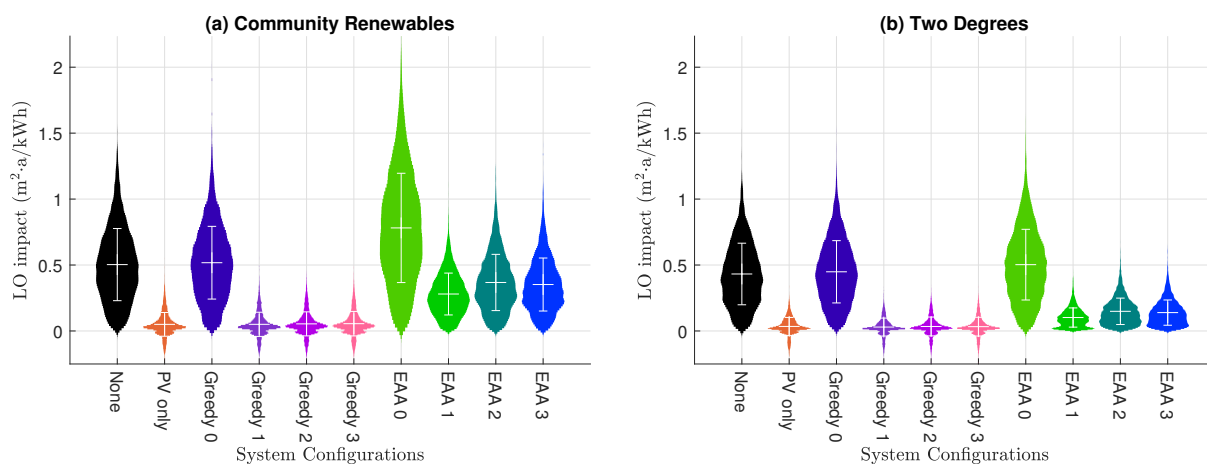 (a) Community Renewables
LO impact (m²·a/kWh)
2
1.5
1
0.5
0
None
PV only
Greedy 0
Greedy 1
Greedy 2
Greedy 3
EAA 0
EAA 1
EAA 2
EAA 3
System Configurations
(b) Two Degrees
LO impact (m²·a/kWh)
2
1.5
1
0.5
0
None
PV only
Greedy 0
Greedy 1
Greedy 2
Greedy 3
EAA 0
EAA 1
EAA 2
EAA 3
System Configurations